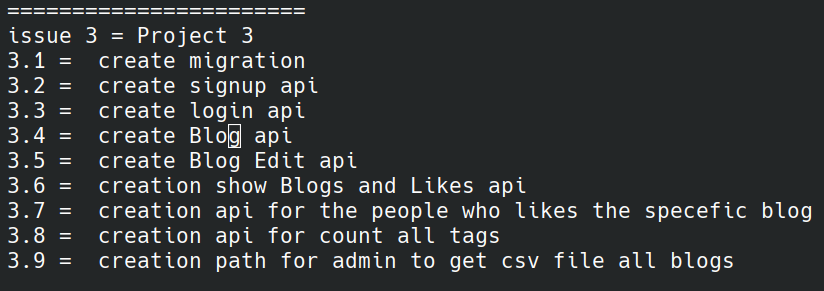 =======================
issue 3 = Project 3
3.1 =  create migration
3.2 =  create signup api
3.3 =  create login api
3.4 =  create Blog api
3.5 =  create Blog Edit api
3.6 =  creation show Blogs and Likes api
3.7 =  creation api for the people who likes the specefic blog
3.8 =  creation api for count all tags
3.9 =  creation path for admin to get csv file all blogs